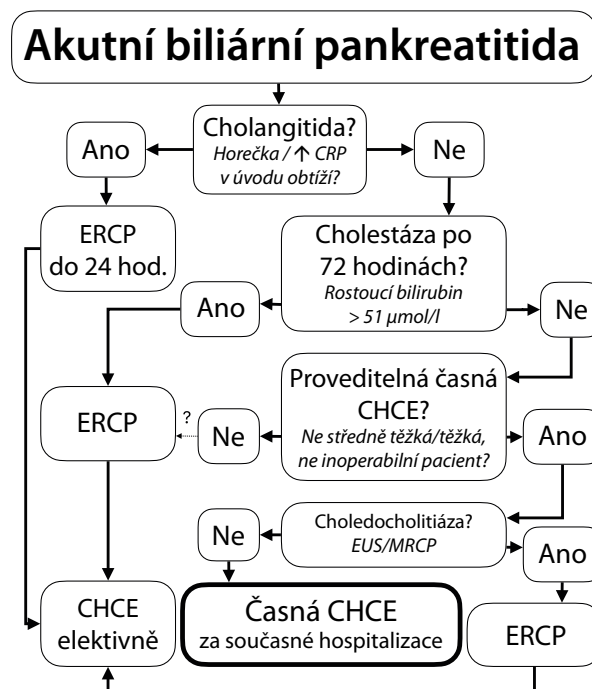 Akutní biliární pankreatitida
Cholangitida?
Horečka / ↑ CRP
v úvodu obtíží?
Ano
Ne
ERCP
do 24 hod.
Cholestáza po
72 hodinách?
Rostoucí bilirubin
> 51 μmol/l
Ano
Ne
Proveditelná časná
CHCE?
Ne středně těžká/těžká,
ne inoperabilní pacient?
ERCP
?
Ne
Ano
Choledocholitiáza?
EUS/MRCP
Ne
Ano
CHCE
elektivně
Časná CHCE
za současné hospitalizace
ERCP